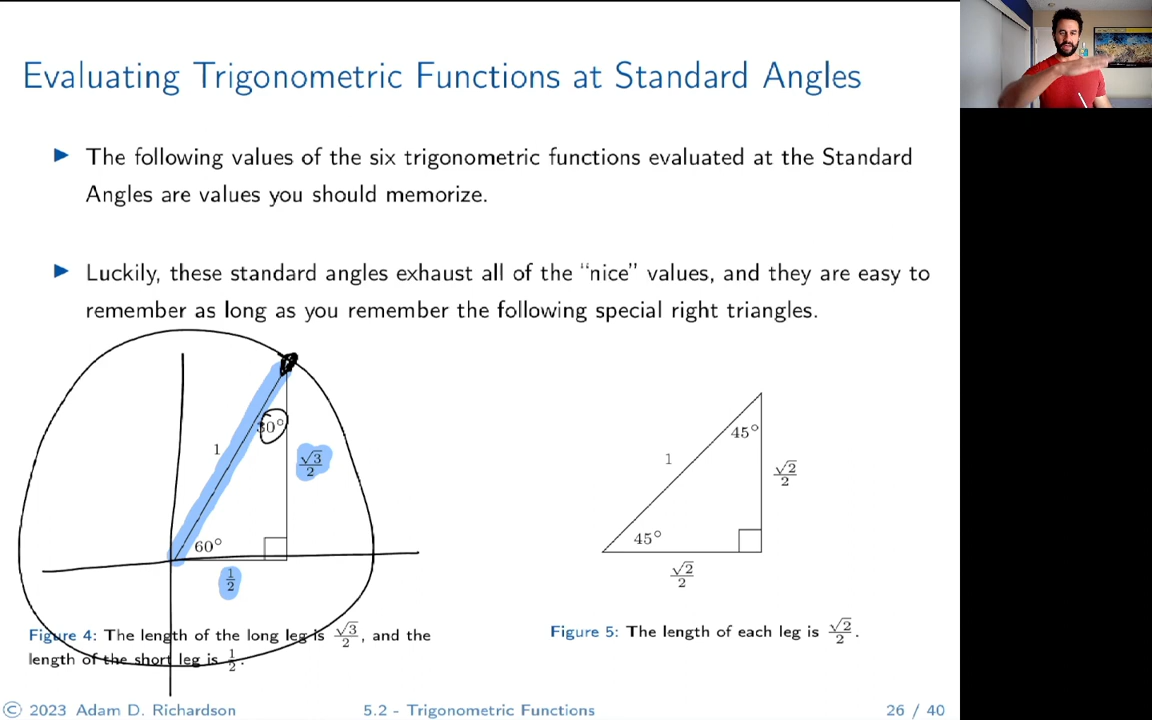 Evaluating Trigonometric Functions at Standard Angles
▶ The following values of the six trigonometric functions evaluated at the Standard
Angles are values you should memorize.
▶ Luckily, these standard angles exhaust all of the “nice” values, and they are easy to
remember as long as you remember the following special right triangles.
1
30°
√3/2
60°
1/2
Figure 4: The length of the long leg is √3/2, and the
length of the short leg is 1/2.
45°
1
√2/2
45°
√2/2
Figure 5: The length of each leg is √2/2.
© 2023 Adam D. Richardson
5.2 - Trigonometric Functions
26 / 40